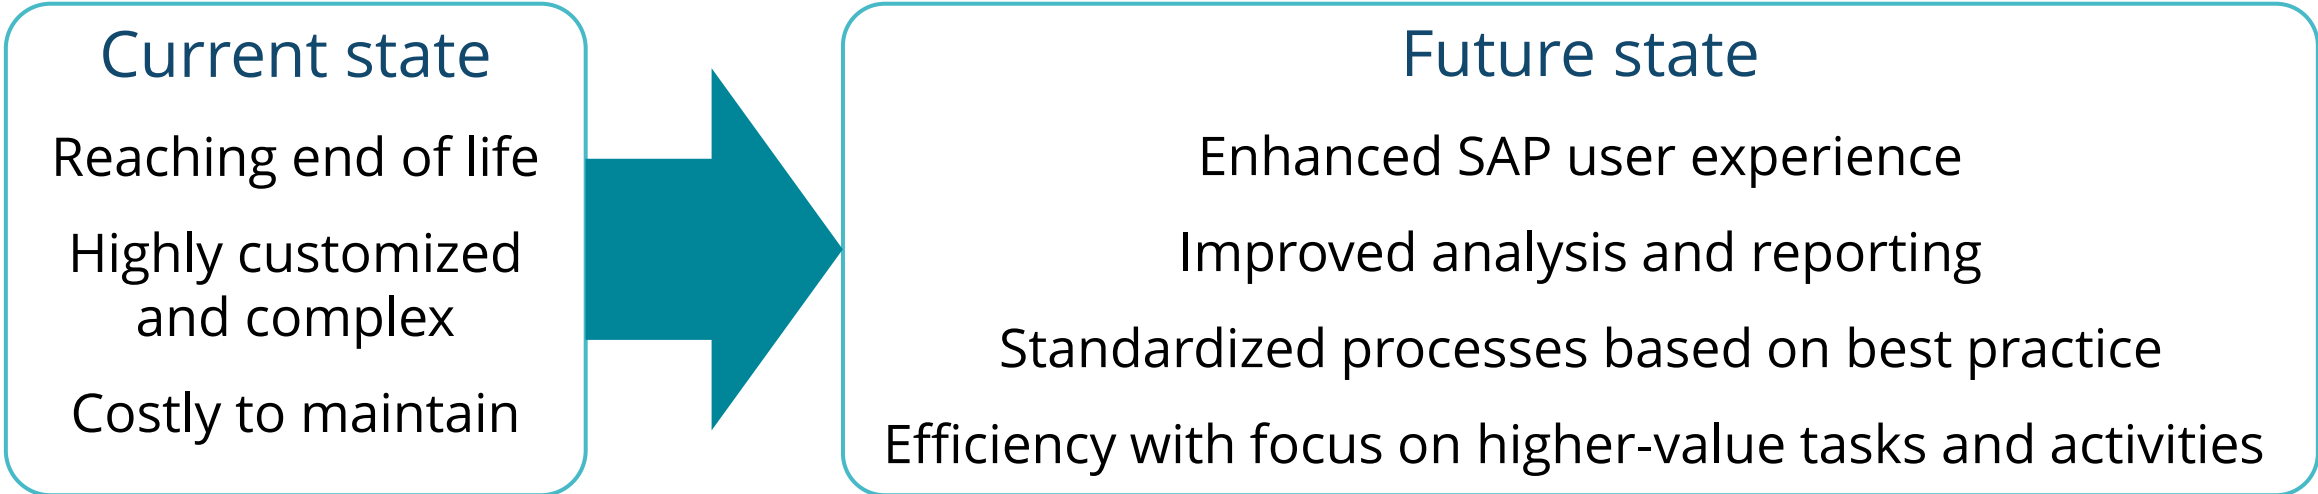 Current state
Reaching end of life
Highly customized
and complex
Costly to maintain
Future state
Enhanced SAP user experience
Improved analysis and reporting
Standardized processes based on best practice
Efficiency with focus on higher-value tasks and activities